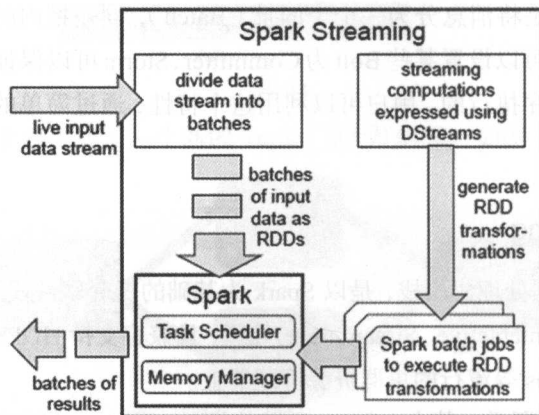 Spark Streaming
divide data
stream into
batches
streaming
computations
expressed using
DStreams
live input
data stream
batches
of input
data as
RDDs
generate
RDD
transfor-
mations
Spark
Task Scheduler
Memory Manager
Spark batch jobs
to execute RDD
transformations
batches of
results